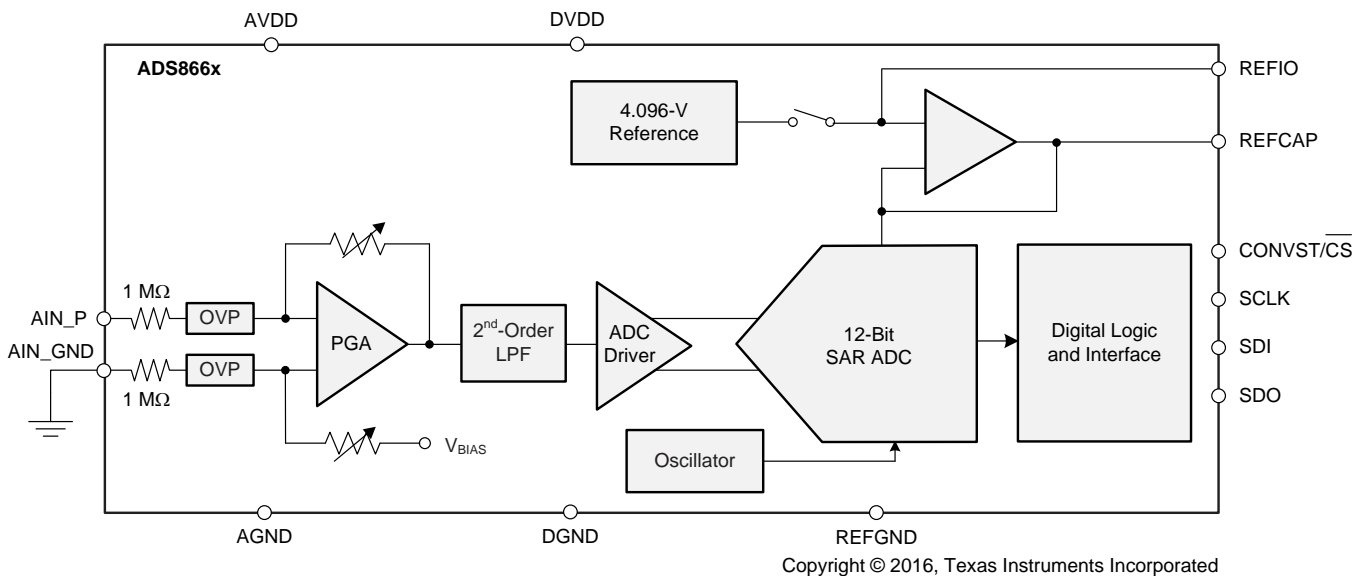 AVDD
DVDD
ADS866x
REFIO
4.096-V
Reference
REFCAP
CONVST/C̅S̅
1 MΩ
OVP
AIN_P
SCLK
AIN_GND
PGA
2nd-Order
LPF
ADC
Driver
12-Bit
SAR ADC
Digital Logic
and Interface
SDI
OVP
1 MΩ
SDO
VBIAS
Oscillator
AGND
DGND
REFGND
Copyright © 2016, Texas Instruments Incorporated